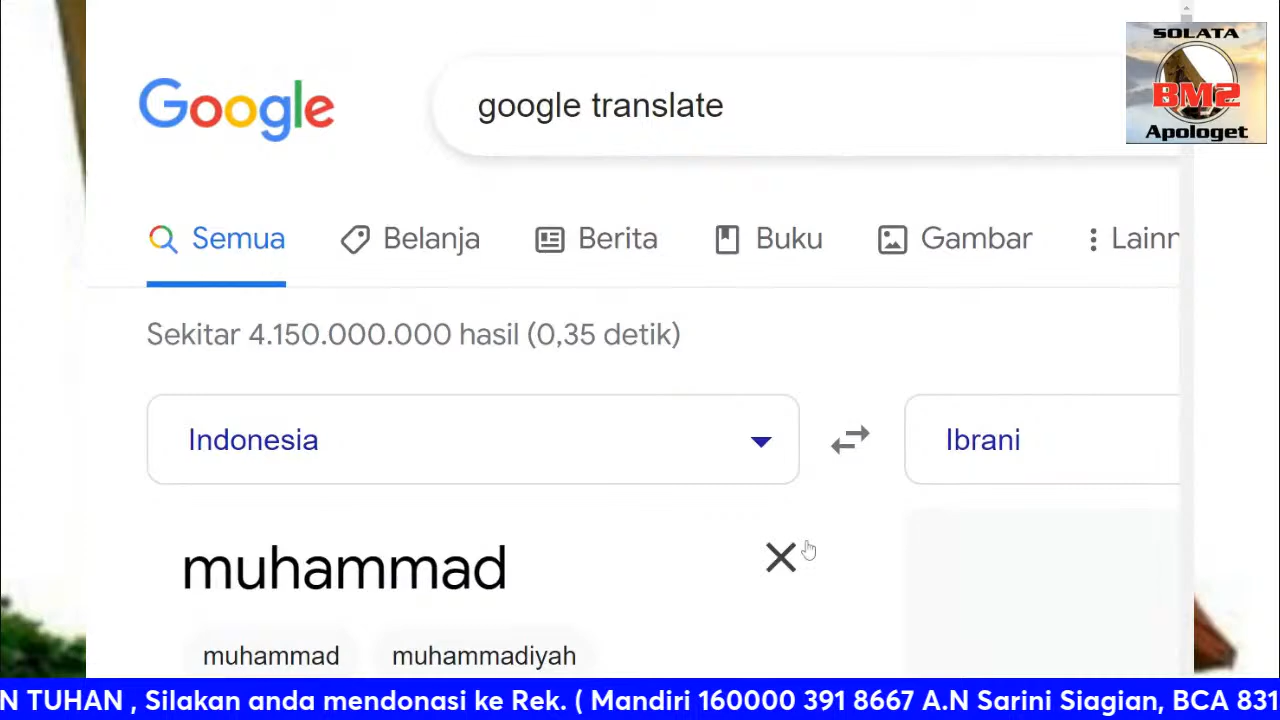 SOLATA
BM2
Apologet
Google
google translate
Semua
Belanja
Berita
Buku
Gambar
Sekitar 4.150.000.000 hasil (0,35 detik)
Indonesia
Ibrani
muhammad
muhammad
muhammadiyah
N TUHAN , Silakan anda mendonasi ke Rek. ( Mandiri 160000 391 8667 A.N Sarini Siagian, BCA 831